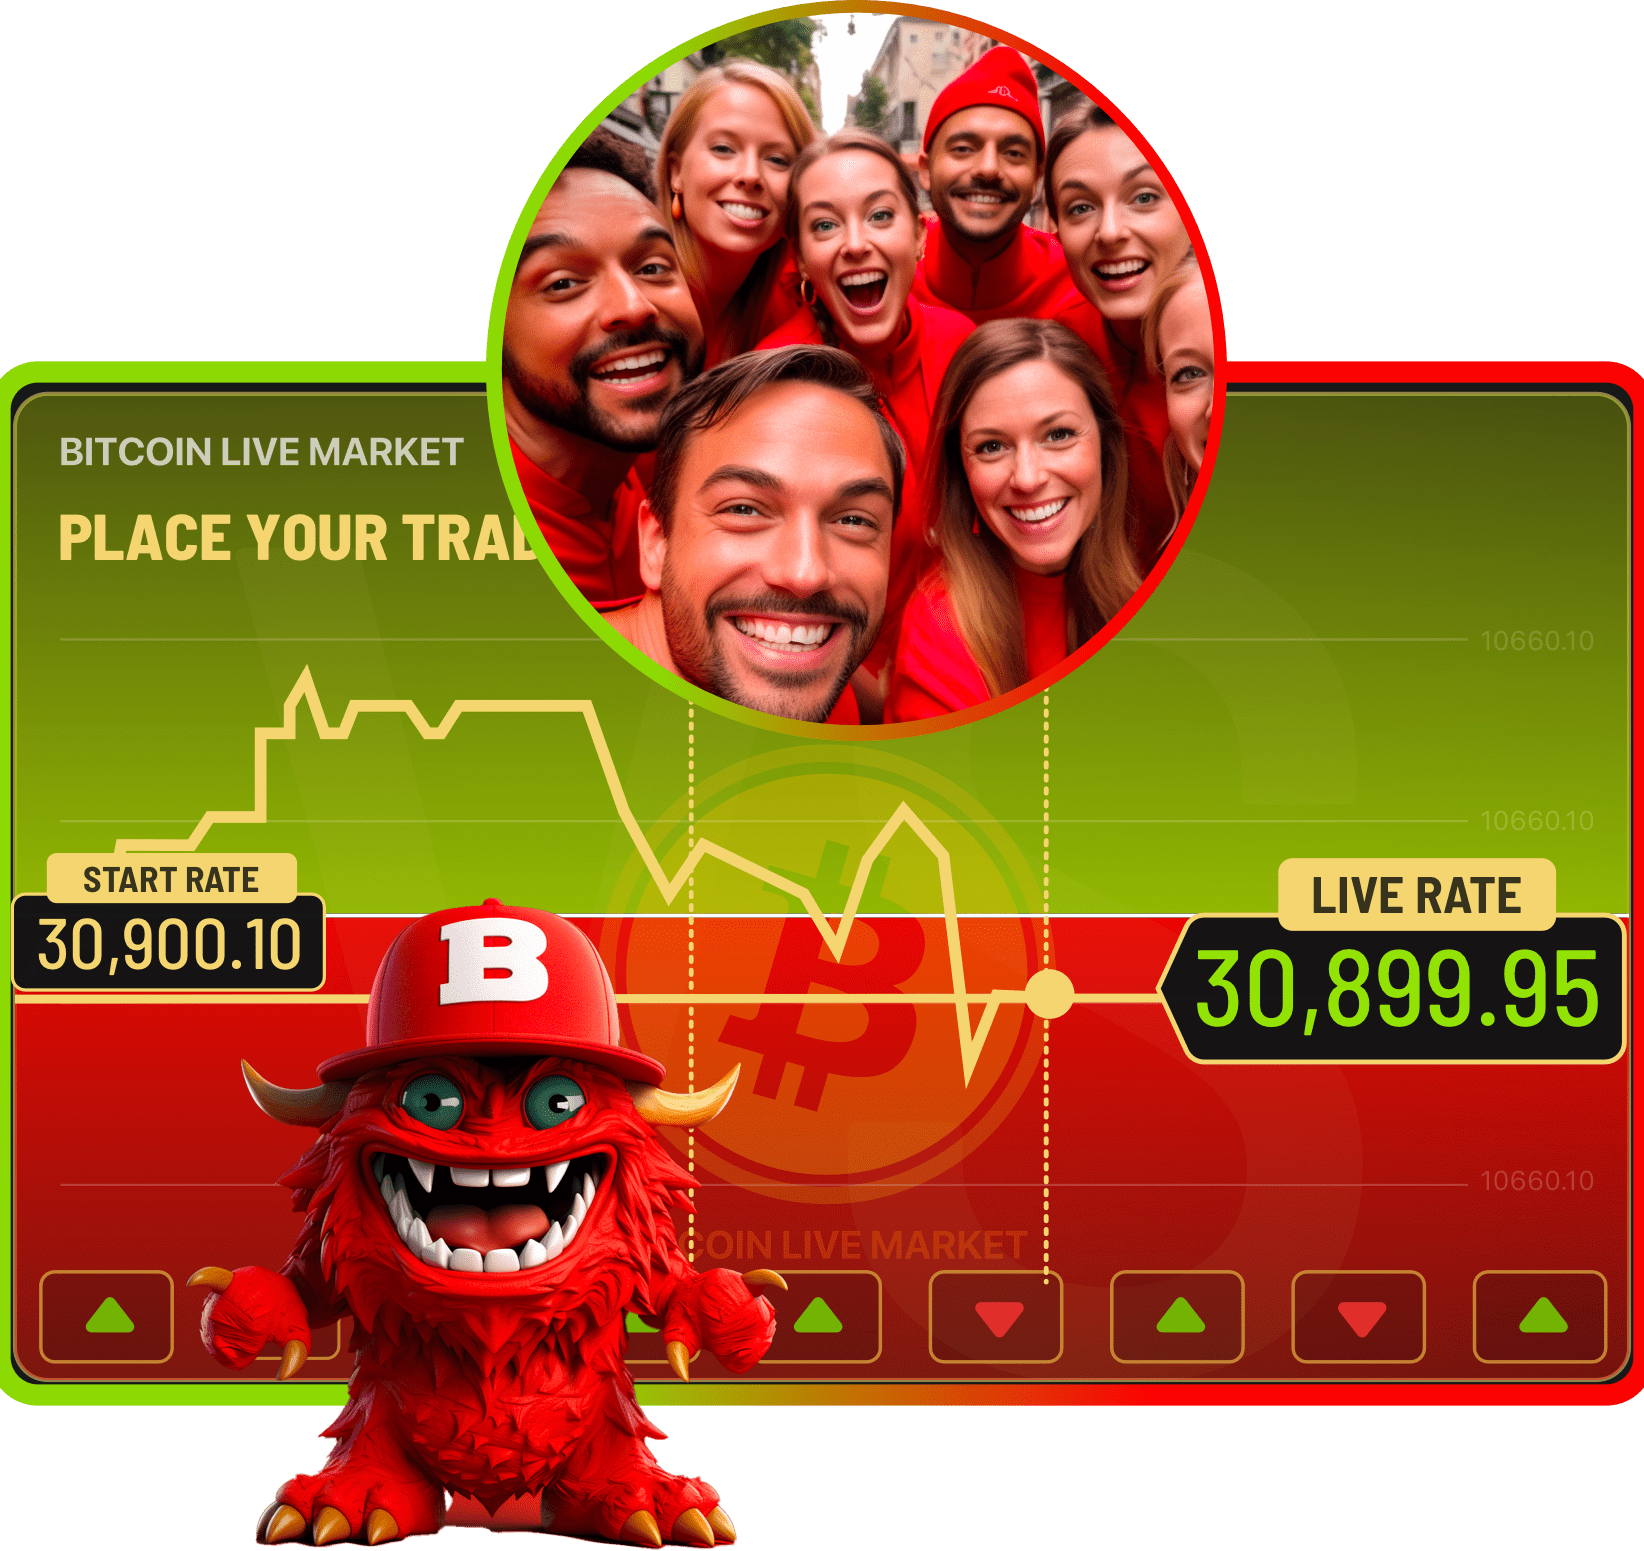 BITCOIN LIVE MARKET
PLACE YOUR TRAD
10660.10
10660.10
START RATE
30,900.10
LIVE RATE
30,899.95
B
10660.10
COIN LIVE MARKET